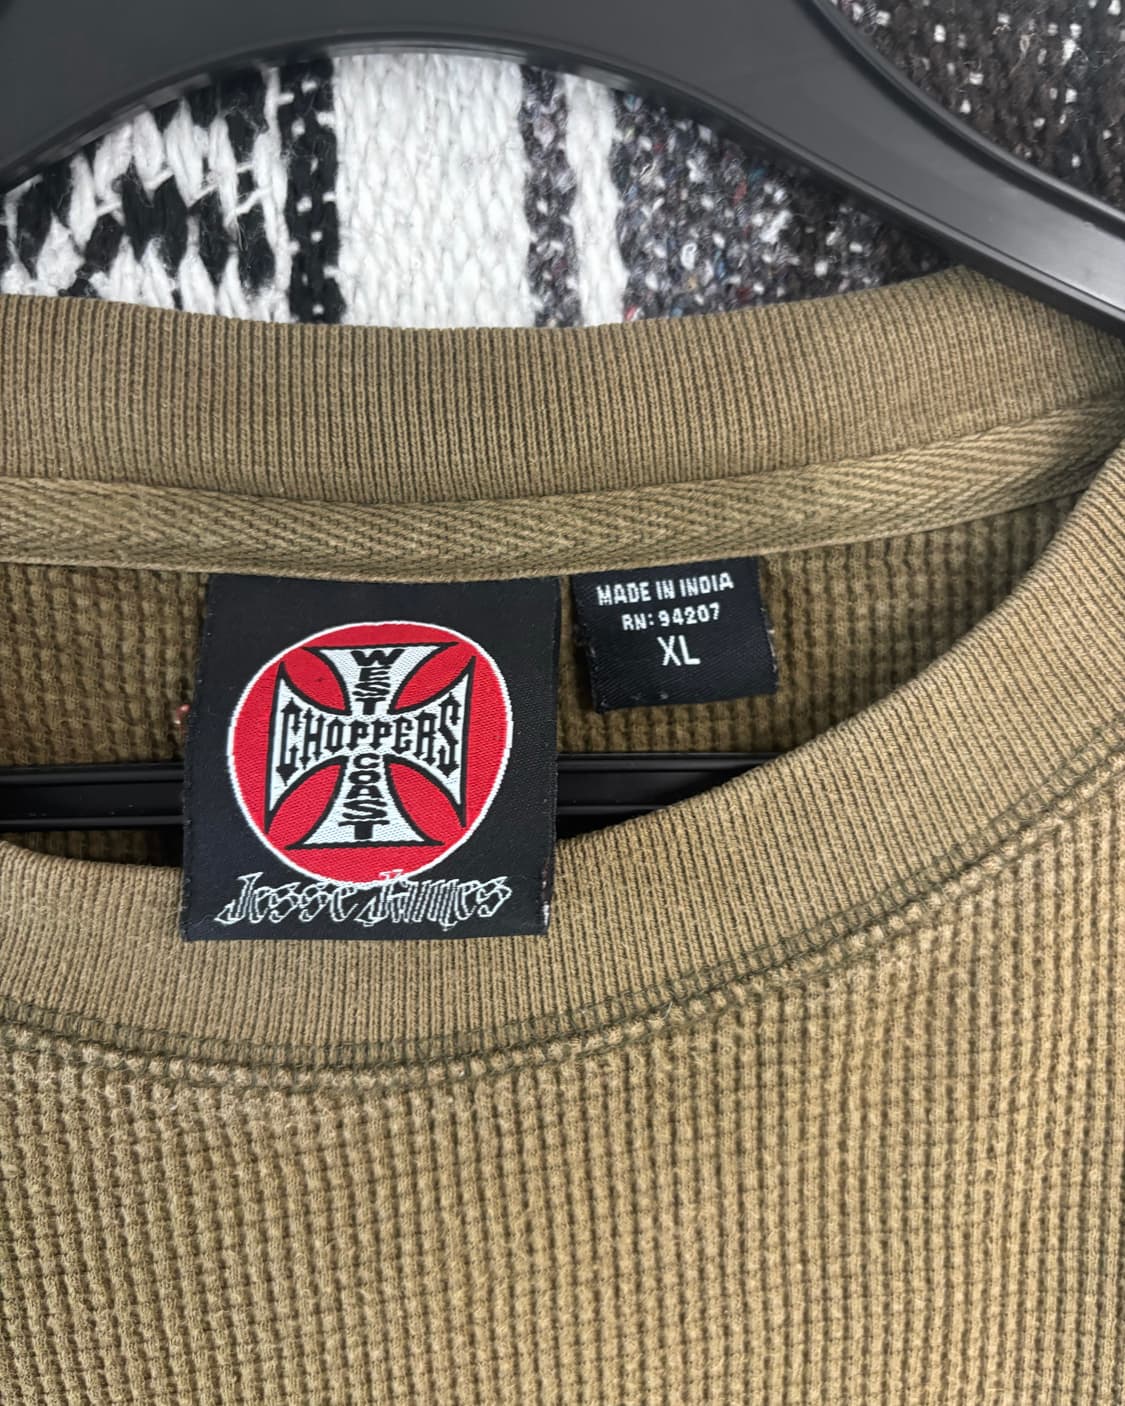 WEST
CHOPPERS
COAST
Jesse James
MADE IN INDIA
RN: 94207
XL